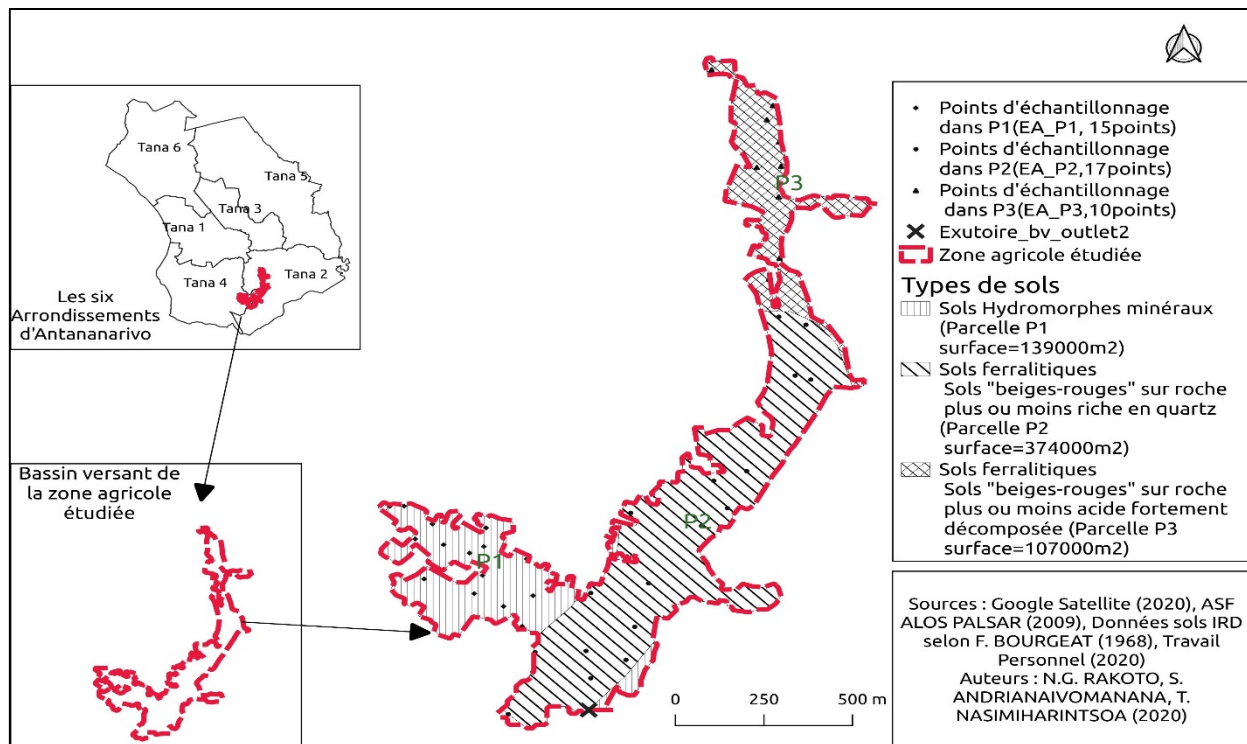 Tana 6
Tana 5
Tana 3
Tana 1
Tana 2
Tana 4
Les six
Arrondissements
d'Antananarivo
Bassin versant de
la zone agricole
étudiée
P3
P2
P1
0 250 500 m
Points d'échantillonnage
dans P1(EA_P1, 15points)
Points d'échantillonnage
dans P2(EA_P2,17points)
Points d'échantillonnage
dans P3(EA_P3,10points)
Exutoire_bv_outlet2
Zone agricole étudiée
Types de sols
Sols Hydromorphes minéraux
(Parcelle P1
surface=139000m2)
Sols ferralitiques
Sols "beiges-rouges" sur roche
plus ou moins riche en quartz
(Parcelle P2
surface=374000m2)
Sols ferralitiques
Sols "beiges-rouges" sur roche
plus ou moins acide fortement
décomposée (Parcelle P3
surface=107000m2)
Sources : Google Satellite (2020), ASF
ALOS PALSAR (2009), Données sols IRD
selon F. BOURGEAT (1968), Travail
Personnel (2020)
Auteurs : N.G. RAKOTO, S.
ANDRIANAIVOMANANA, T.
NASIMIHARINTSOA (2020)